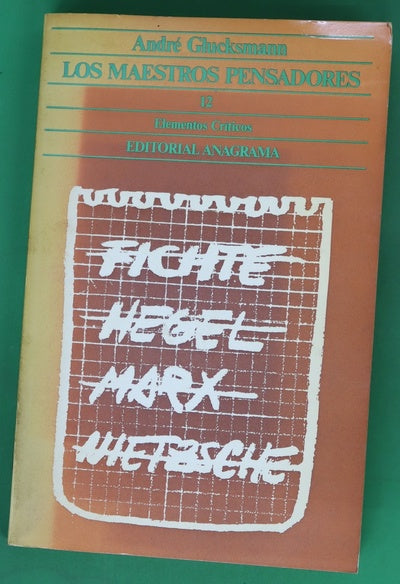 André Glucksmann
LOS MAESTROS PENSADORES
12
Elementos Críticos
EDITORIAL ANAGRAMA
FICHTE
HEGEL
MARX
NIETZSCHE